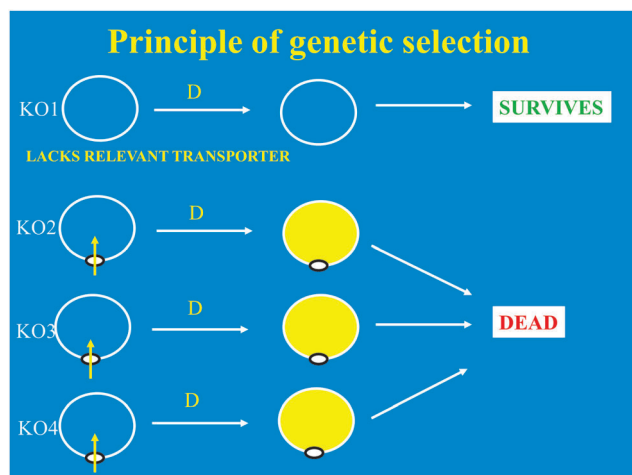 Principle of genetic selection
KO1
D
SURVIVES
LACKS RELEVANT TRANSPORTER
KO2
D
KO3
D
DEAD
KO4
D